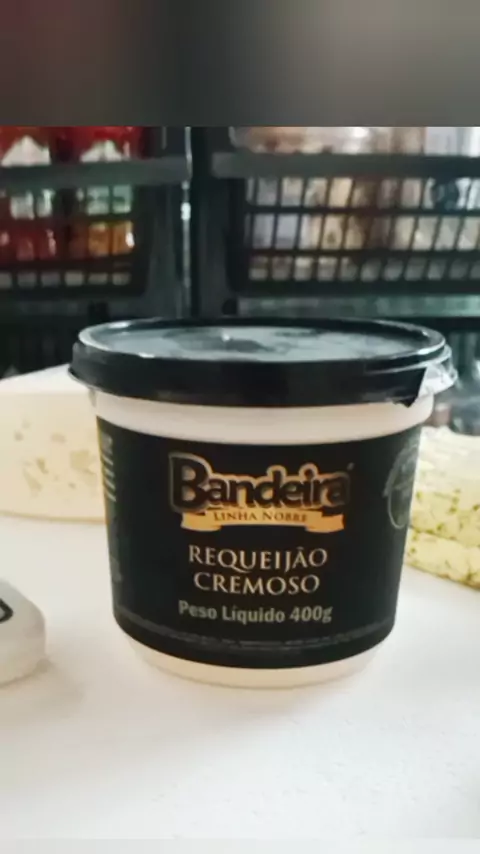 Bandeira
LINHA NOBRE
REQUEIJÃO
CREMOSO
Peso Líquido 400g